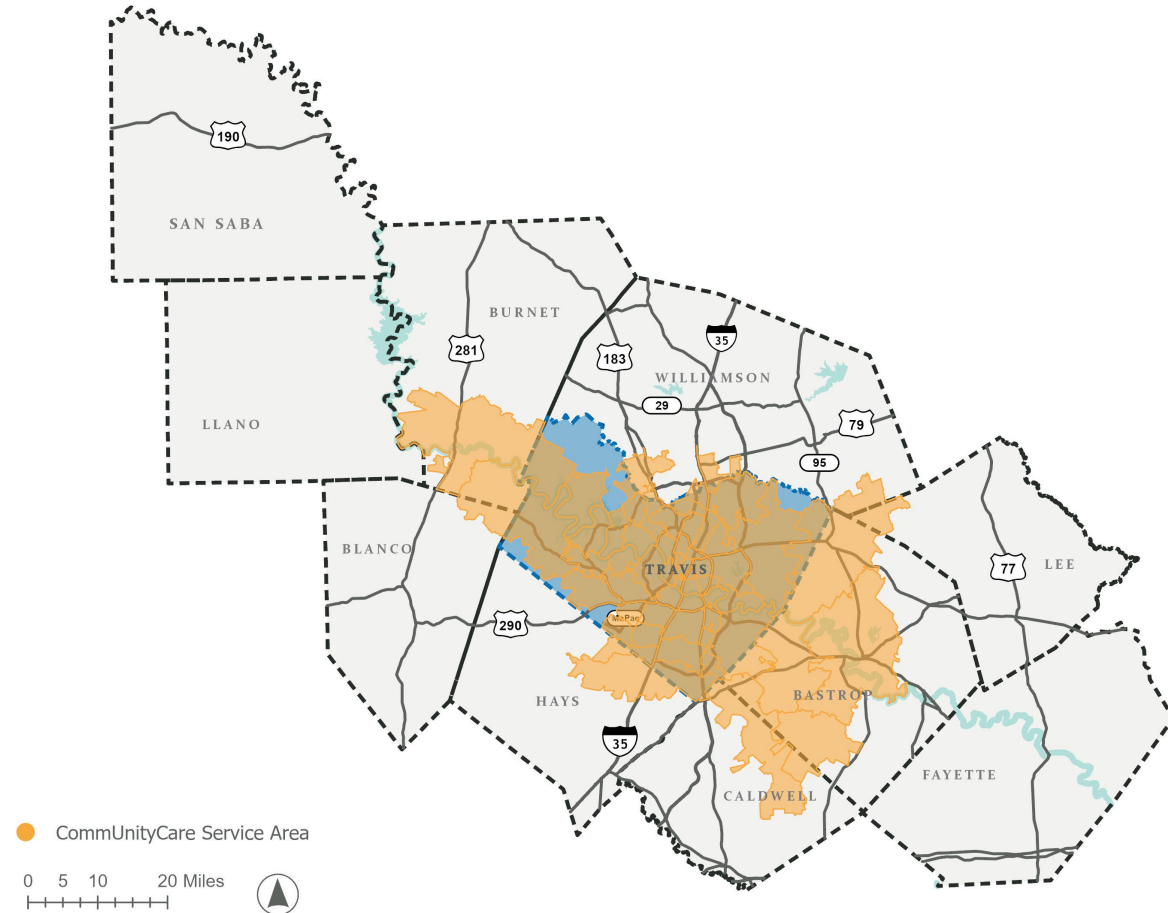 190
SAN SABA
BURNET
281
183
35
WILLIAMSON
29
LLANO
79
95
BLANCO
TRAVIS
77
LEE
290
MoPac
HAYS
BASTROP
35
FAYETTE
CALDWELL
CommUnityCare Service Area
0 5 10 20 Miles